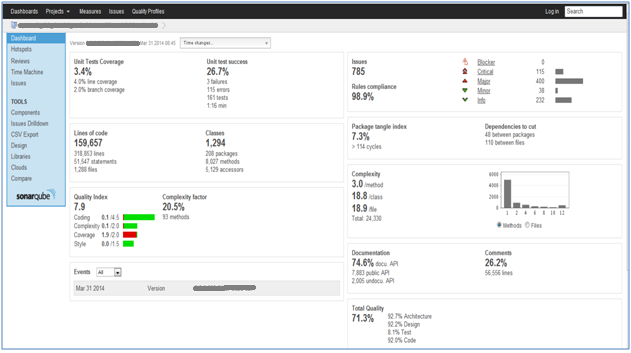 Dashboards Projects Measures Issues Quality Profiles Log in Search
Dashboard
Hotspots
Reviews
Time Machine
Issues
TOOLS
Components
Issues Drilldown
CSV Export
Design
Libraries
Clouds
Compare
sonarqube
Version Mar 31 2014 06:45 Time changes...
Unit Tests Coverage
3.4%
4.0% line coverage
2.0% branch coverage
Unit test success
26.7%
3 failures
115 errors
161 tests
1:16 min
Lines of code
159,657
318,853 lines
51,547 statements
1,288 files
Classes
1,294
208 packages
8,027 methods
5,129 accessors
Quality Index
7.9
Coding 0.1 /4.5
Complexity 0.1 /2.0
Coverage 1.9 /2.0
Style 0.0 /1.5
Complexity factor
20.5%
93 methods
Events All
Mar 31 2014 Version
Issues
785
Rules compliance
98.9%
Blocker 0
Critical 115
Major 400
Minor 38
Info 232
Package tangle index
7.3%
> 114 cycles
Dependencies to cut
48 between packages
110 between files
Complexity
3.0 /method
18.8 /class
18.9 /file
Total: 24,330
6000
4000
2000
0
1 2 4 6 8 10 12
Methods Files
Documentation
74.6% docu. API
7,883 public API
2,005 undocu. API
Comments
26.2%
56,556 lines
Total Quality
71.3%
92.7% Architecture
92.2% Design
8.1% Test
92.0% Code